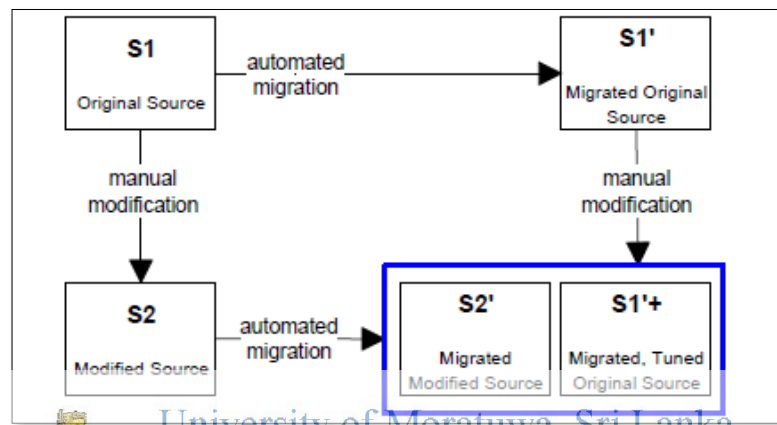 S1
Original Source
automated
migration
S1'
Migrated Original
Source
manual
modification
manual
modification
S2
Modified Source
automated
migration
S2'
Migrated
Modified Source
S1'+
Migrated, Tuned
Original Source
University of Moratuwa, Sri Lanka